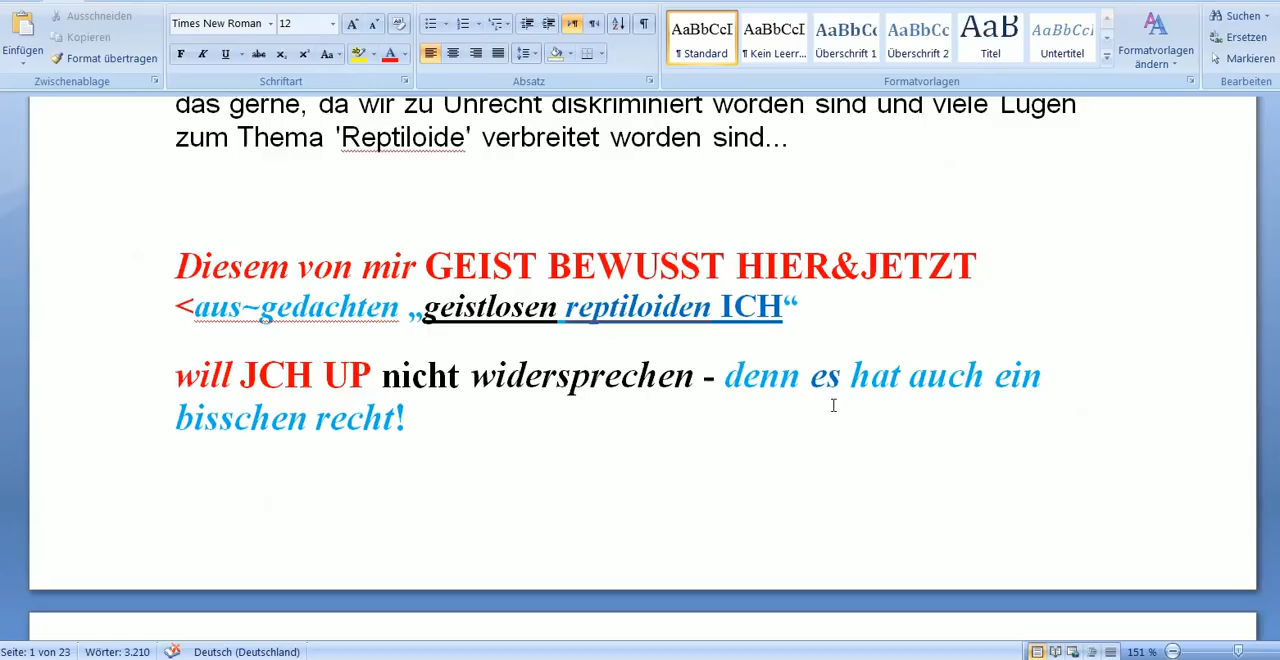 Ausschneiden
Kopieren
Format übertragen
Einfügen
Zwischenablage
Times New Roman 12
F K U abc x₂ x² Aa
Schriftart
Absatz
AaBbCcI AaBbCcI AaBbCc AaBbCc AaB AaBbCcI
¶ Standard ¶ Kein Leerr... Überschrift 1 Überschrift 2 Titel Untertitel
Formatvorlagen ändern
Formatvorlagen
Suchen
Ersetzen
Markieren
Bearbeiten
das gerne, da wir zu Unrecht diskriminiert worden sind und viele Lügen
zum Thema 'Reptiloide' verbreitet worden sind...
Diesem von mir GEIST BEWUSST HIER&JETZT
<aus~gedachten „geistlosen reptiloiden ICH“
will JCH UP nicht widersprechen - denn es hat auch ein
bisschen recht!
Seite: 1 von 23 Wörter: 3.210 Deutsch (Deutschland) 151 %